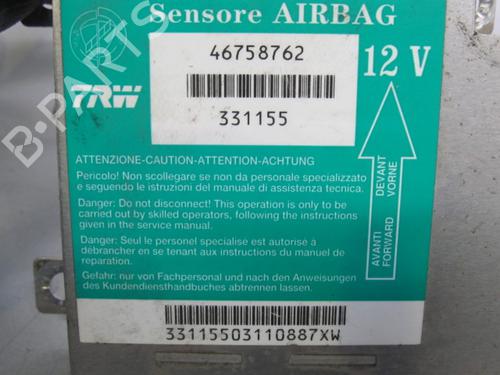 Sensore AIRBAG
46758762
12 V
TRW
331155
ATTENZIONE-CAUTION-ATTENTION-ACHTUNG
Pericolo! Non scollegare se non da personale specializzato
e seguendo le istruzioni del manuale di assistenza tecnica.
Danger: Do not disconnect! This operation is only to be
carried out by skilled operators, following the instructions
given in the service manual.
Danger: Seul le personel specialisé est autorisé à
débrancher en se tenant aux instructions du manuel de
reparation.
Gefahr: nur von Fachpersonal und nach den Anweisungen
des Kundendiensthandbuches abtrennen lassen.
AVANTI DEVANT
FORWARD VORNE
33115503110887XW
B-PARTS